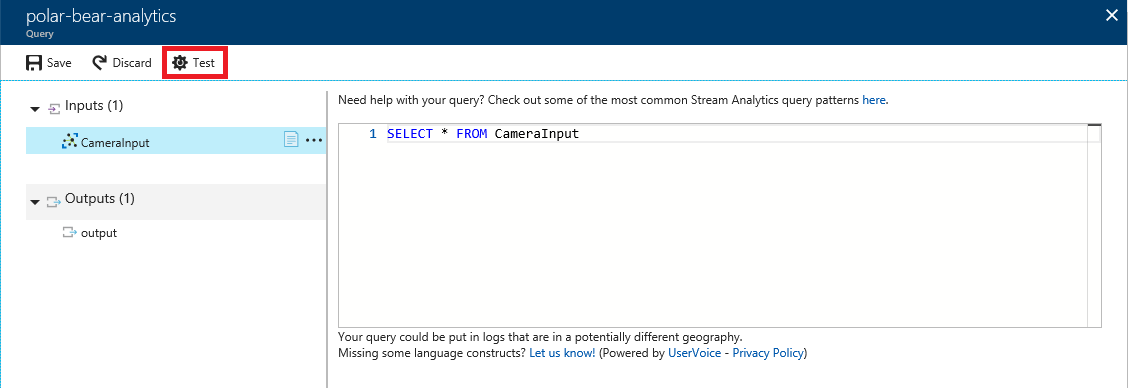 polar-bear-analytics
Query
Save Discard Test
Inputs (1)
CameraInput
Outputs (1)
output
Need help with your query? Check out some of the most common Stream Analytics query patterns here.
1 SELECT * FROM CameraInput
Your query could be put in logs that are in a potentially different geography.
Missing some language constructs? Let us know! (Powered by UserVoice - Privacy Policy)